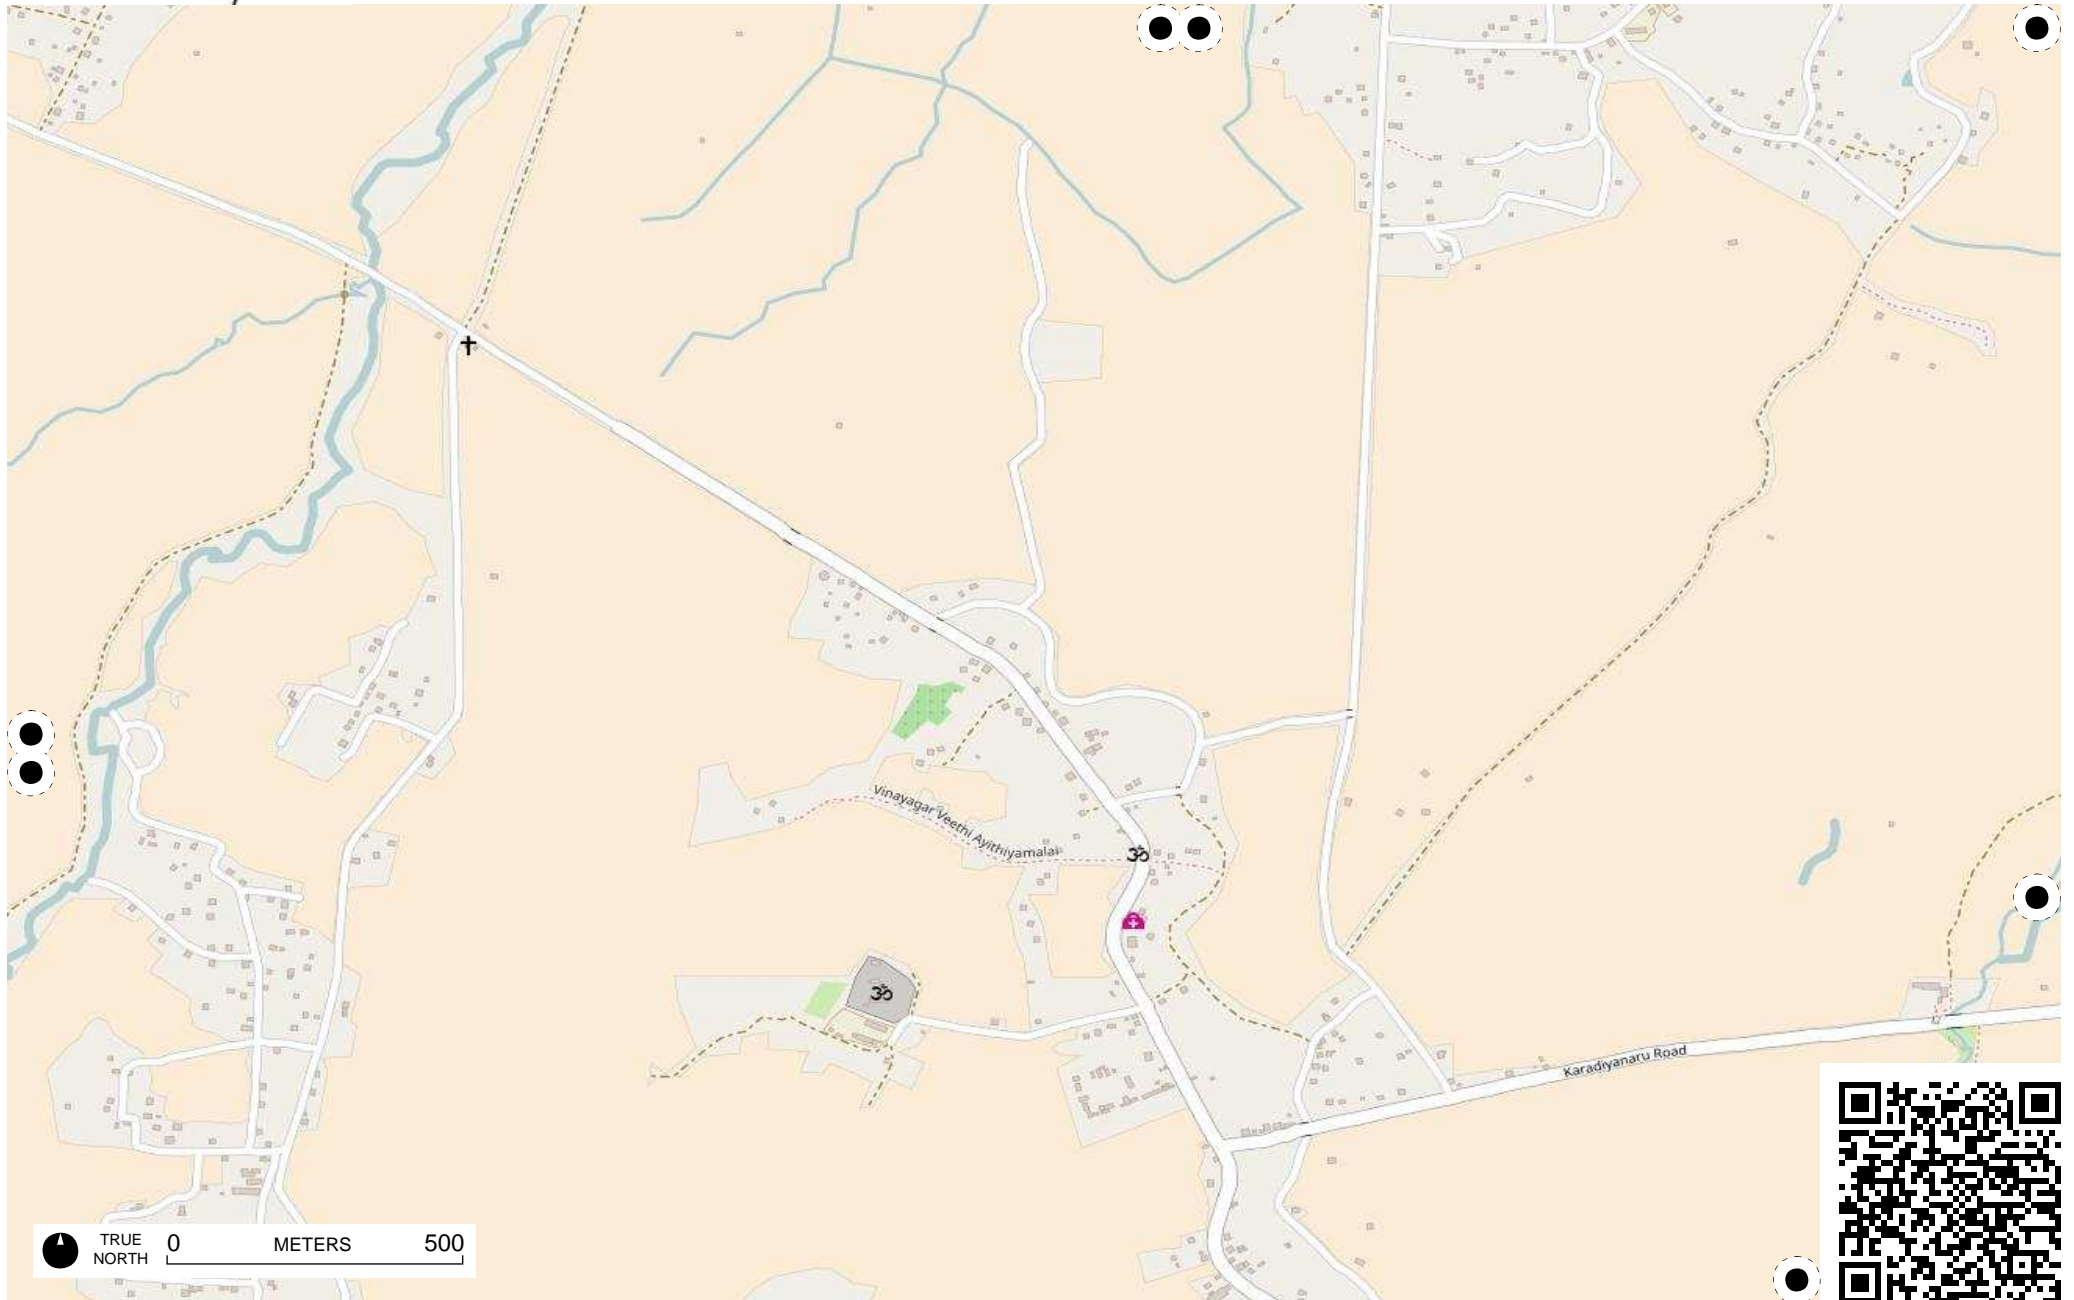 Vinayagar Veethi Ayithiyamalai
ॐ
ॐ
Karadiyanaru Road
TRUE
NORTH
0 METERS 500